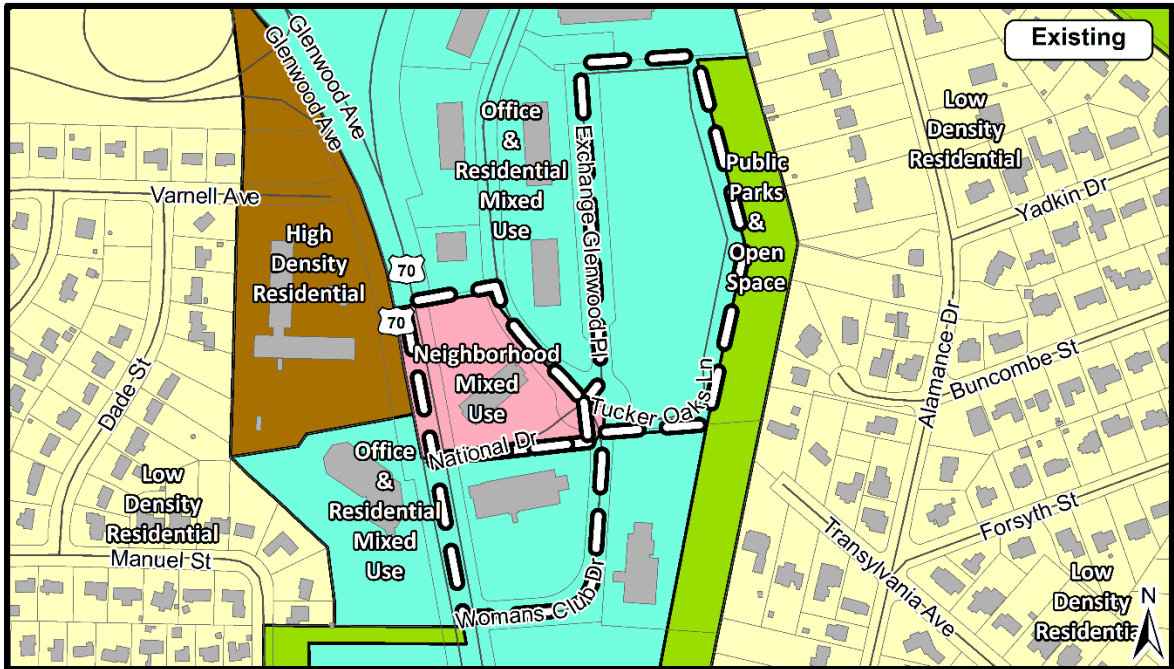 Existing
Glenwood Ave
Glenwood Ave
Office
&
Residential
Mixed
Use
Low
Density
Residential
Exchange Glenwood Pl
Public
Parks
&
Open
Space
Yadkin Dr
Varnell Ave
High
Density
Residential
70
70
Neighborhood
Mixed
Use
Dade St
Alamance Dr
Buncombe St
Tucker Oaks Ln
National Dr
Office
&
Residential
Mixed
Use
Low
Density
Residential
Manuel St
Womans Club Dr
Forsyth St
Transylvania Ave
Low
Density
Residential
N